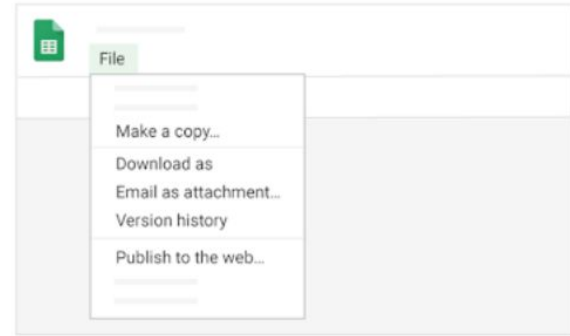 File
Make a copy...
Download as
Email as attachment...
Version history
Publish to the web...